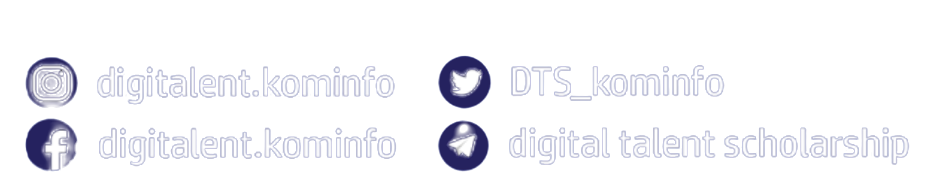 digitalent.kominfo
DTS_kominfo
digitalent.kominfo
digital talent scholarship